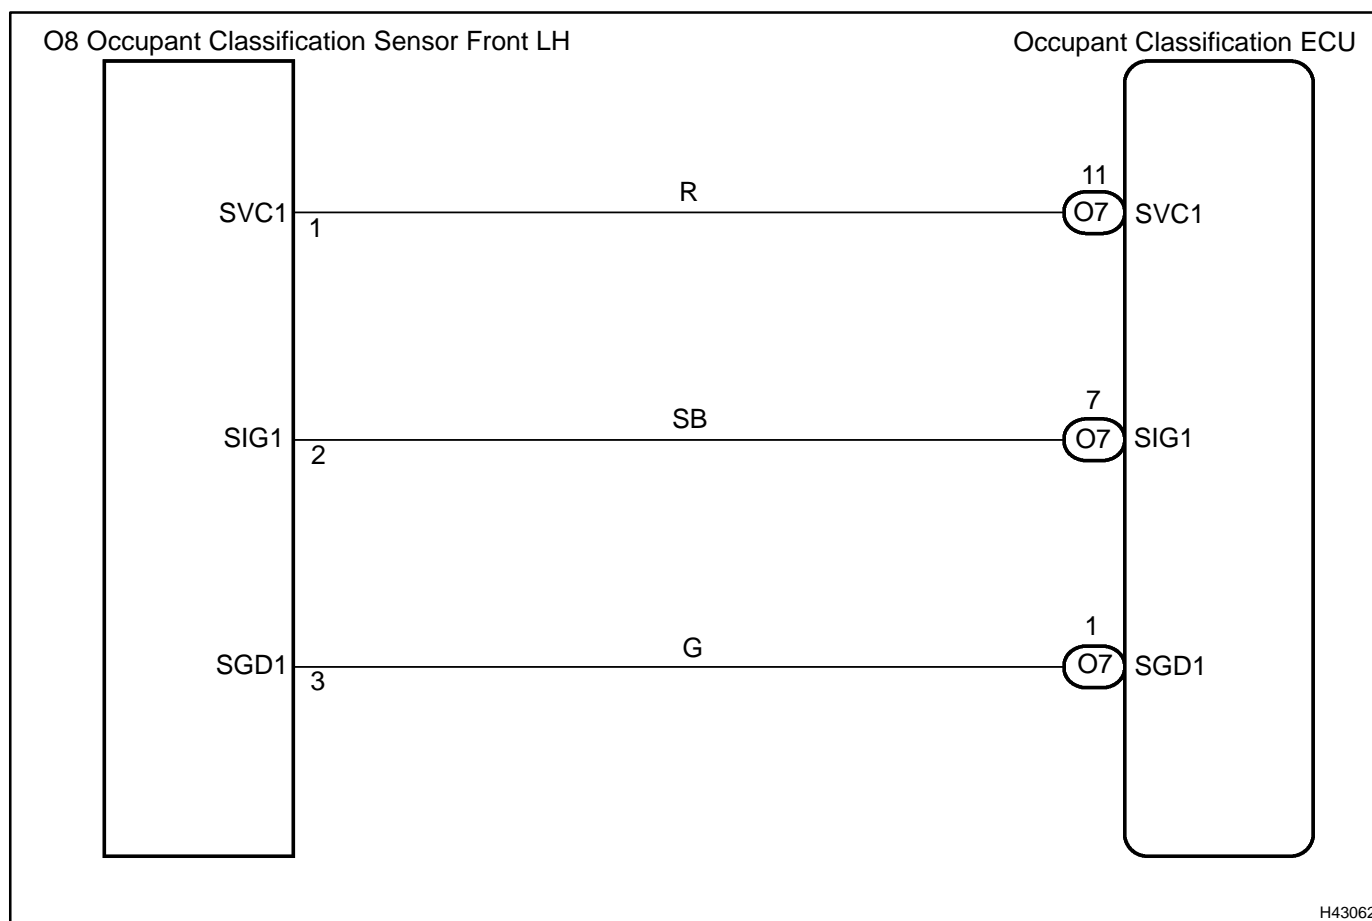 O8 Occupant Classification Sensor Front LH
Occupant Classification ECU
SVC1
1
R
11
O7
SVC1
SIG1
2
SB
7
O7
SIG1
SGD1
3
G
1
O7
SGD1
H43062